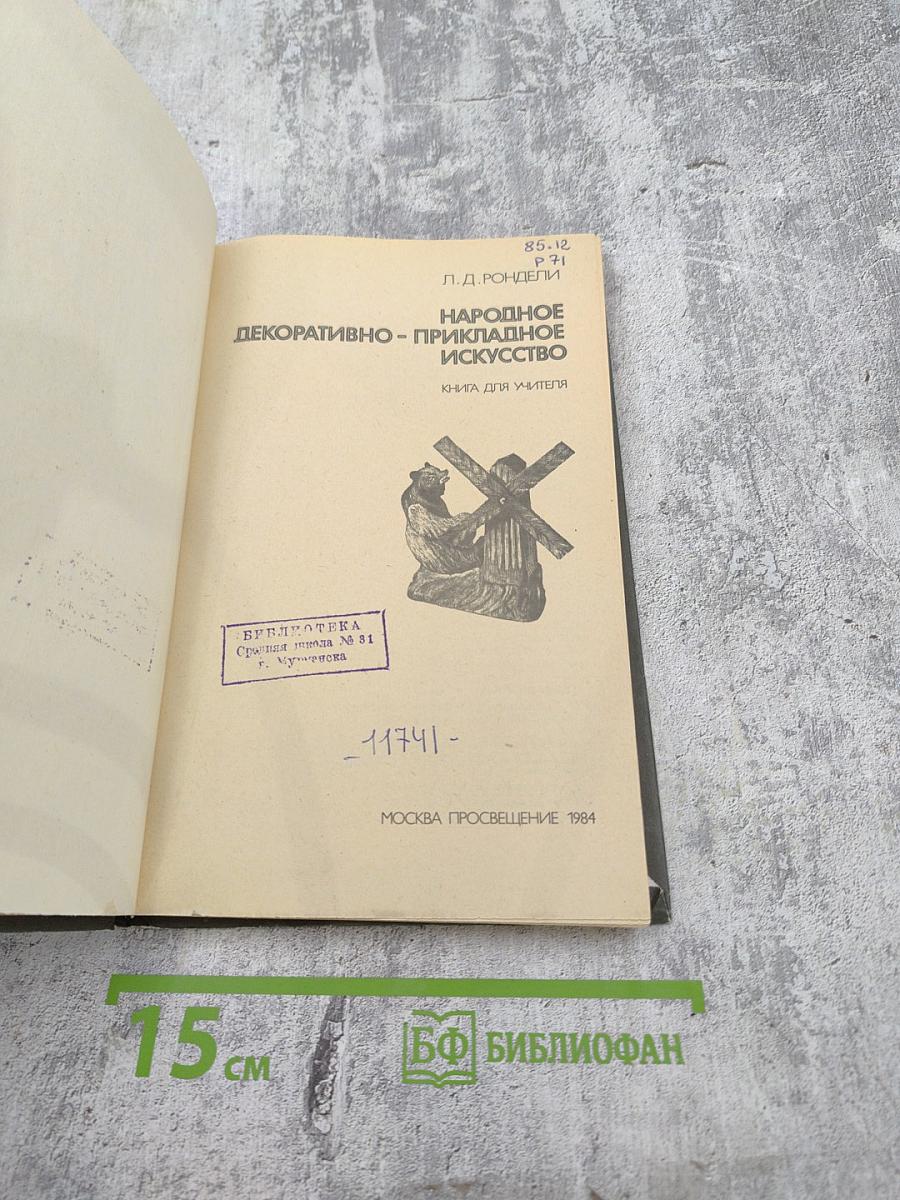 85.12
Р 71
Л. Д. РОНДЕЛИ
НАРОДНОЕ
ДЕКОРАТИВНО - ПРИКЛАДНОЕ
ИСКУССТВО
КНИГА ДЛЯ УЧИТЕЛЯ
БИБЛИОТЕКА
Средняя школа № 31
г.
-11741-
МОСКВА ПРОСВЕЩЕНИЕ 1984
15 см
БФ БИБЛИОФАН